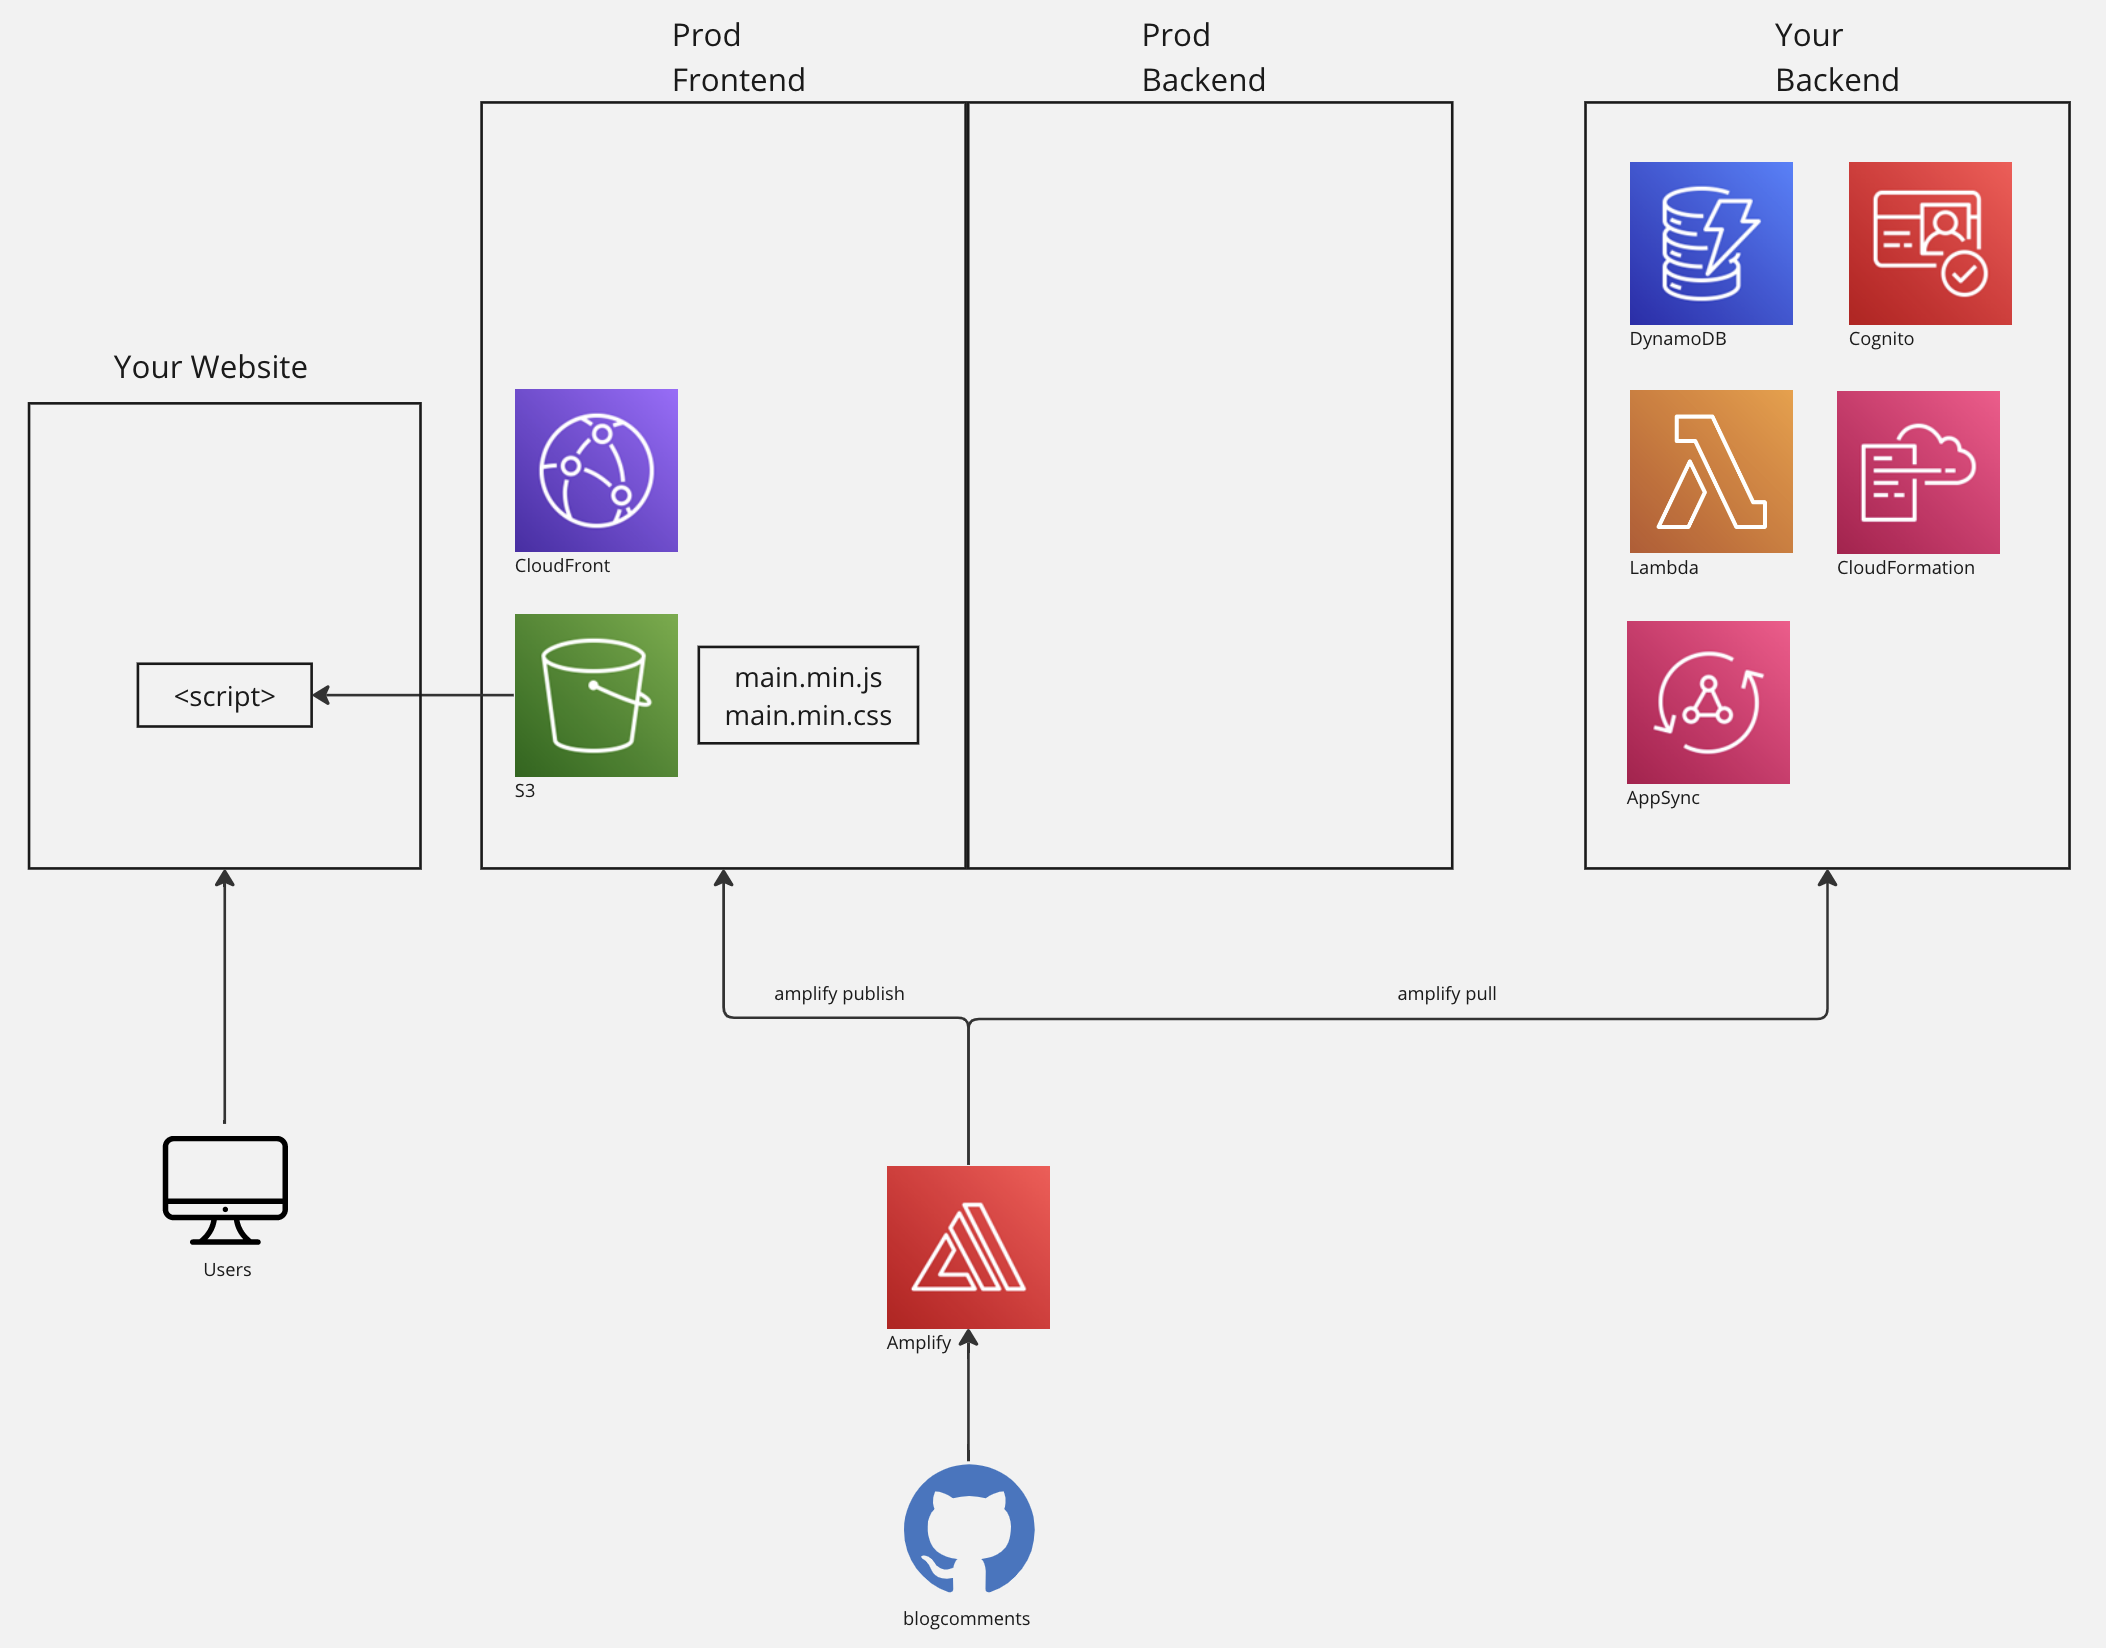 Prod
Frontend
Prod
Backend
Your
Backend
DynamoDB
Cognito
Your Website
CloudFront
Lambda
CloudFormation
<script>
main.min.js
main.min.css
S3
AppSync
amplify publish
amplify pull
Users
Amplify
blogcomments